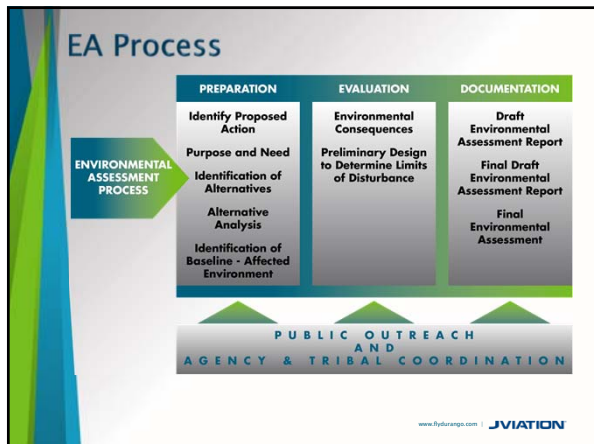 EA Process
PREPARATION
EVALUATION
DOCUMENTATION
ENVIRONMENTAL
ASSESSMENT
PROCESS
Identify Proposed
Action
Purpose and Need
Identification of
Alternatives
Alternative
Analysis
Identification of
Baseline - Affected
Environment
Environmental
Consequences
Preliminary Design
to Determine Limits
of Disturbance
Draft
Environmental
Assessment Report
Final Draft
Environmental
Assessment Report
Final
Environmental
Assessment
PUBLIC OUTREACH
AND
AGENCY & TRIBAL COORDINATION
www.flydurango.com | JVIATION